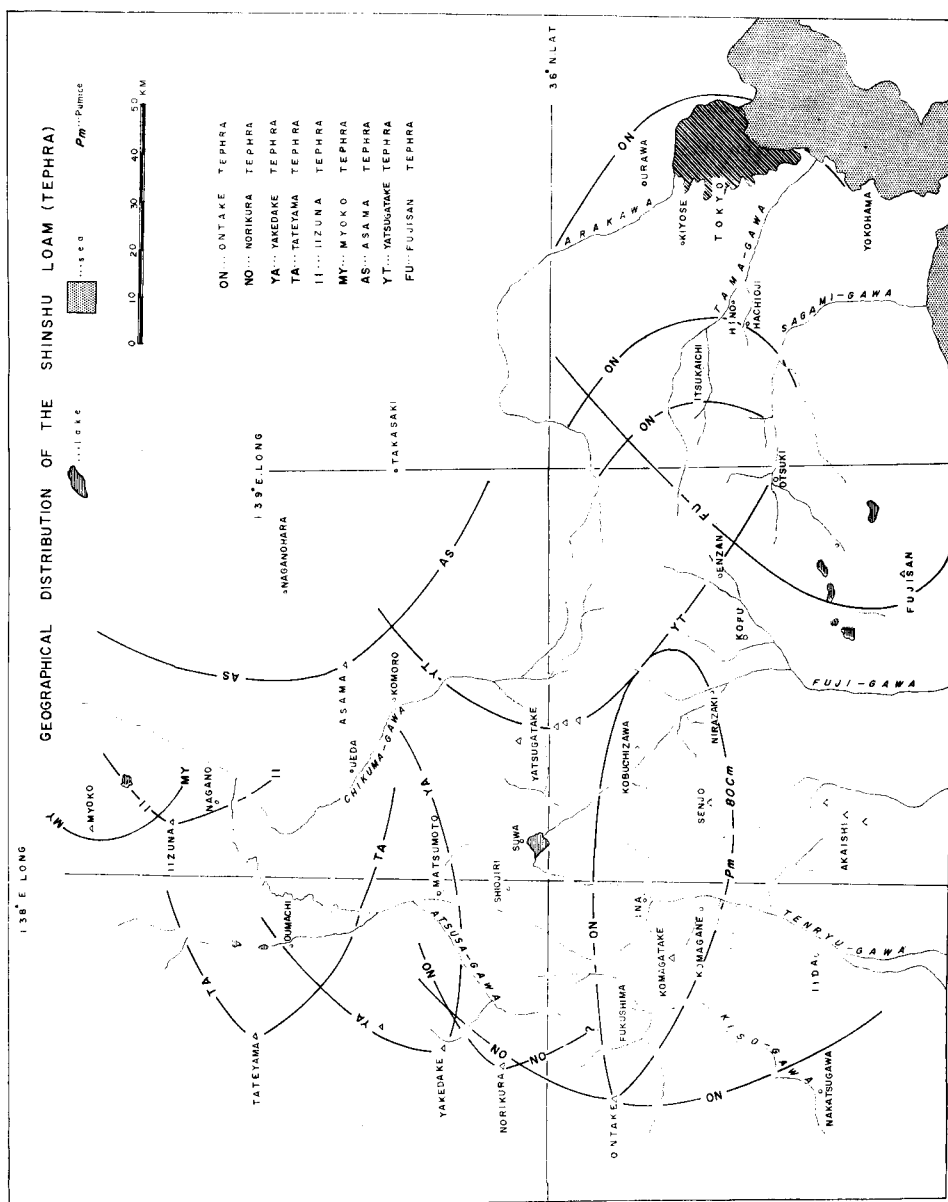 GEOGRAPHICAL DISTRIBUTION OF THE SHINSHU LOAM (TEPHRA)
...lake
...sea
Pm...Pumice
0 10 20 30 40 50 KM
ON...ONTAKE TEPHRA
NO...NORIKURA TEPHRA
YA...YAKEDAKE TEPHRA
TA...TATEYAMA TEPHRA
II...IIZUNA TEPHRA
MY...MYOKO TEPHRA
AS...ASAMA TEPHRA
YT...YATSUGATAKE TEPHRA
FU...FUJISAN TEPHRA
138° E LONG
139° E. LONG
36° N. LAT
MY
MYOKO
MY
II
IIZUNA
II
NAGANO
AS
NAGANOHARA
TAKASAKI
AS
TA
OUMACHI
TATEYAMA
TA
UEDA
ASAMA
CHIKUMA-GAWA
KOMORO
YT
YA
YA
MATSUMOTO
AZUSA-GAWA
YAKEDAKE
NO
ON
NORIKURA
NO
?
SHIOJIRI
SUWA
YATSUGATAKE
ON
ONTAKE
FUKUSHIMA
INA
KOBUCHIZAWA
YT
ON
ON
ON
ARAKAWA
URAWA
KIYOSE
TOKYO
ITSUKAICHI
HINO
HACHIOJI
TAMA-GAWA
YOKOHAMA
SAGAMI-GAWA
FU
OTSUKI
ENZAN
KOFU
NIRAZAKI
SENJO
Pm 80Cm
KOMAGATAKE
KOMAGANE
ON
KISO-GAWA
NAKATSUGAWA
IIDA
TENRYU-GAWA
AKAISHI
FUJI-GAWA
FUJISAN